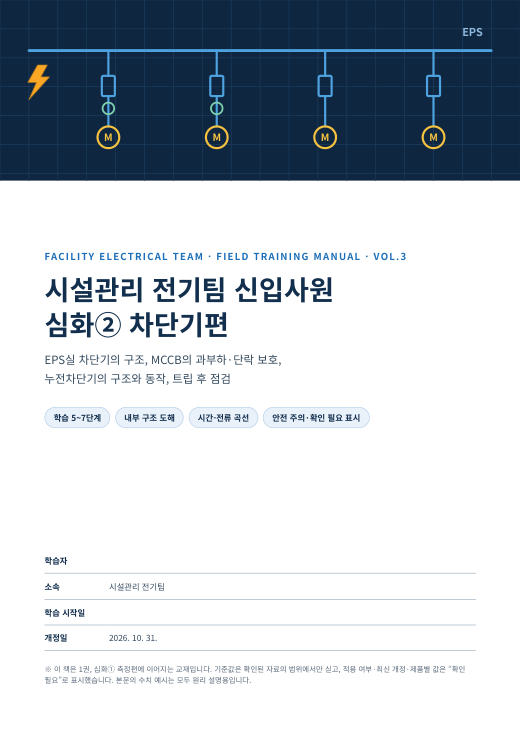 EPS
M M M M
FACILITY ELECTRICAL TEAM · FIELD TRAINING MANUAL · VOL.3
시설관리 전기팀 신입사원
심화② 차단기편
EPS실 차단기의 구조, MCCB의 과부하·단락 보호,
누전차단기의 구조와 동작, 트립 후 점검
학습 5~7단계 내부 구조 도해 시간-전류 곡선 안전 주의·확인 필요 표시
학습자
소속 시설관리 전기팀
학습 시작일
개정일 2026. 10. 31.
※ 이 책은 1권, 심화① 측정편에 이어지는 교재입니다. 기준값은 확인된 자료의 범위에서만 싣고, 적용 여부·최신 개정·제품별 값은 “확인
필요”로 표시했습니다. 본문의 수치 예시는 모두 원리 설명용입니다.